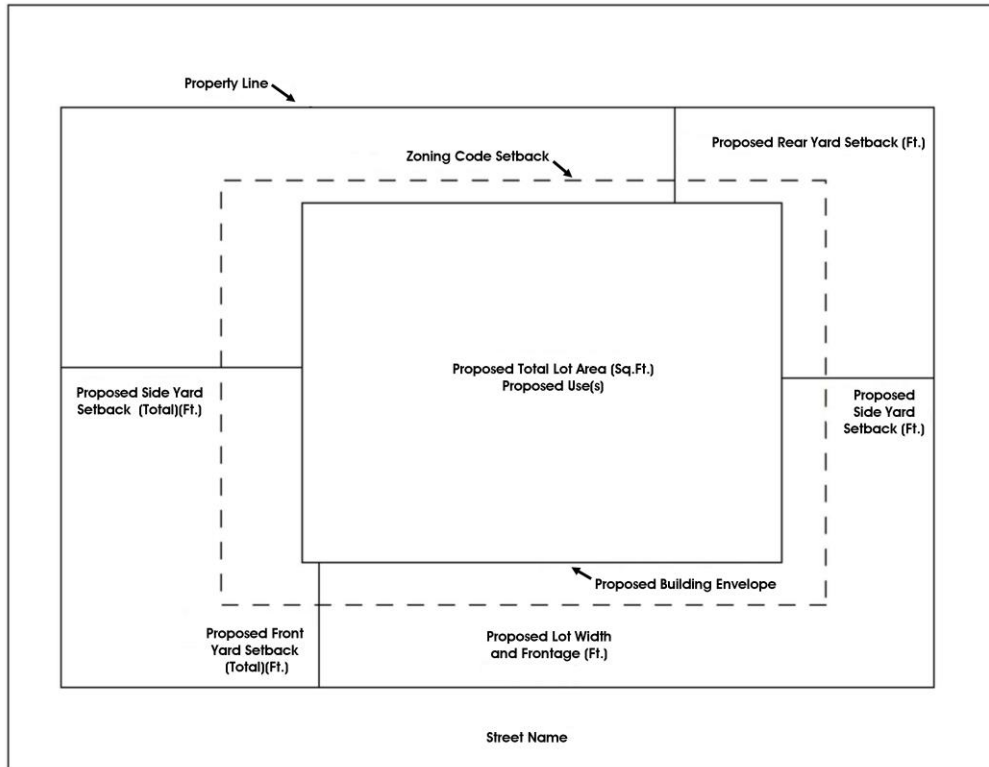 Property Line
Proposed Rear Yard Setback (Ft.)
Zoning Code Setback
Proposed Total Lot Area (Sq.Ft.)
Proposed Use(s)
Proposed Side Yard
Setback (Total)(Ft.)
Proposed
Side Yard
Setback (Ft.)
Proposed Building Envelope
Proposed Front
Yard Setback
(Total)(Ft.)
Proposed Lot Width
and Frontage (Ft.)
Street Name